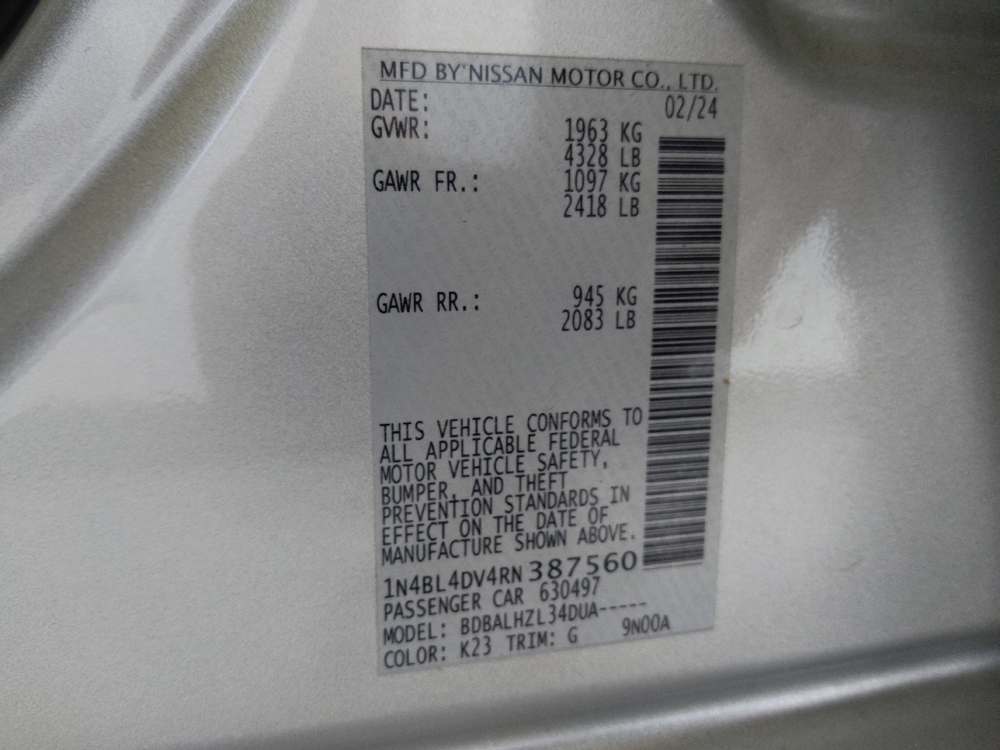 MFD BY NISSAN MOTOR CO., LTD.
DATE: 02/24
GVWR: 1963 KG
4328 LB
GAWR FR.: 1097 KG
2418 LB
GAWR RR.: 945 KG
2083 LB
THIS VEHICLE CONFORMS TO
ALL APPLICABLE FEDERAL
MOTOR VEHICLE SAFETY,
BUMPER, AND THEFT
PREVENTION STANDARDS IN
EFFECT ON THE DATE OF
MANUFACTURE SHOWN ABOVE.
1N4BL4DV4RN387560
PASSENGER CAR 630497
MODEL: BDBALHZL34DUA-----
COLOR: K23 TRIM: G 9N00A